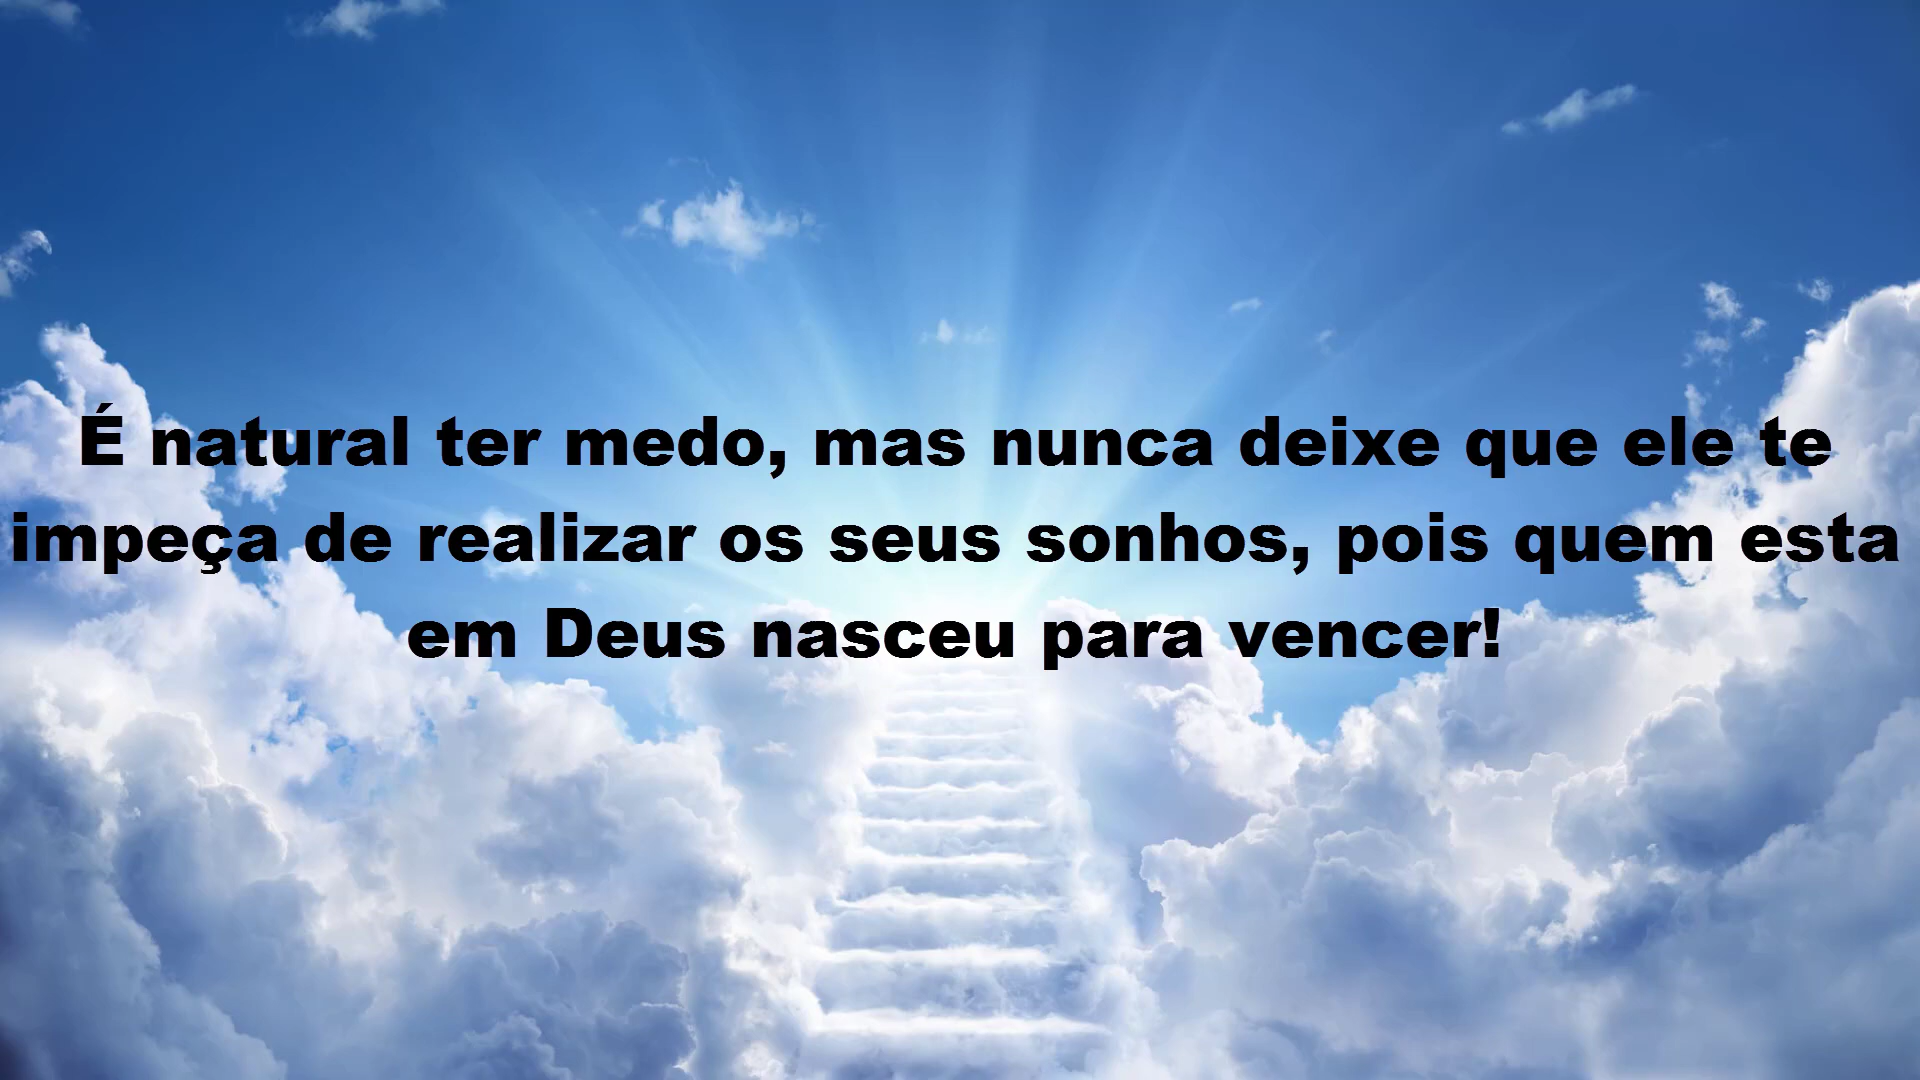 É natural ter medo, mas nunca deixe que ele te
impeça de realizar os seus sonhos, pois quem esta
em Deus nasceu para vencer!